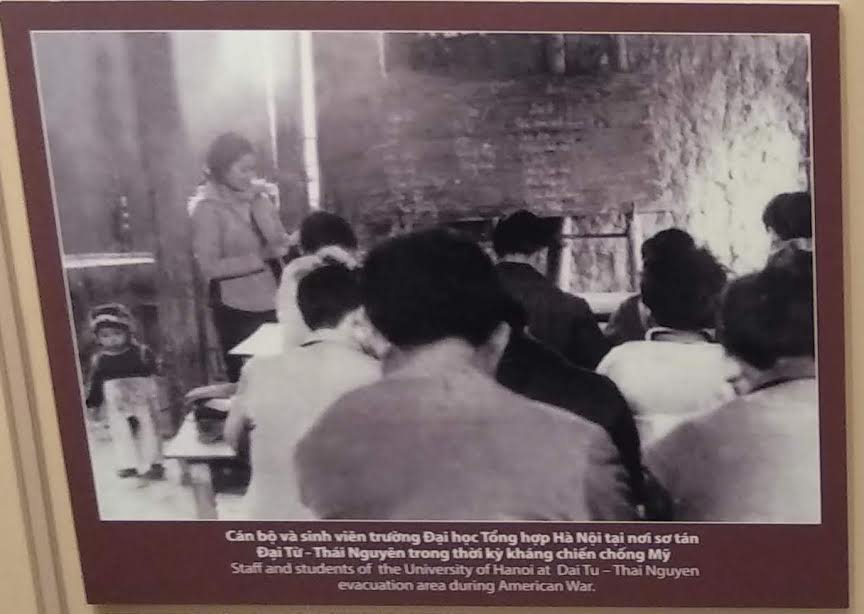 Cán bộ và sinh viên trường Đại học Tổng hợp Hà Nội tại nơi sơ tán
Đại Từ - Thái Nguyên trong thời kỳ kháng chiến chống Mỹ
Staff and students of the University of Hanoi at Dai Tu – Thai Nguyen
evacuation area during American War.